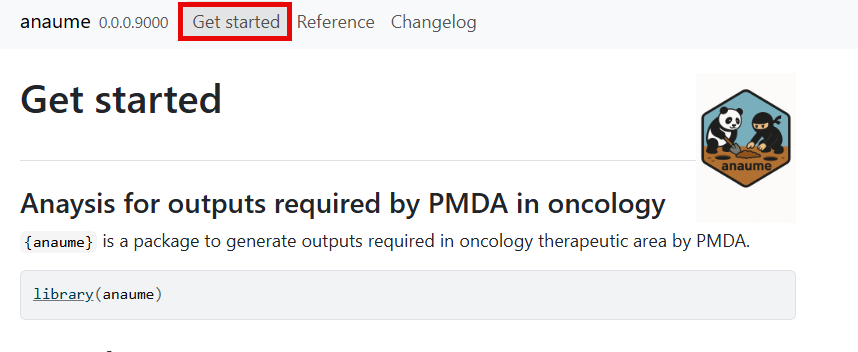 anaume 0.0.0.9000 Get started Reference Changelog
Get started
anaume
Anaysis for outputs required by PMDA in oncology
{anaume} is a package to generate outputs required in oncology therapeutic area by PMDA.
library(anaume)